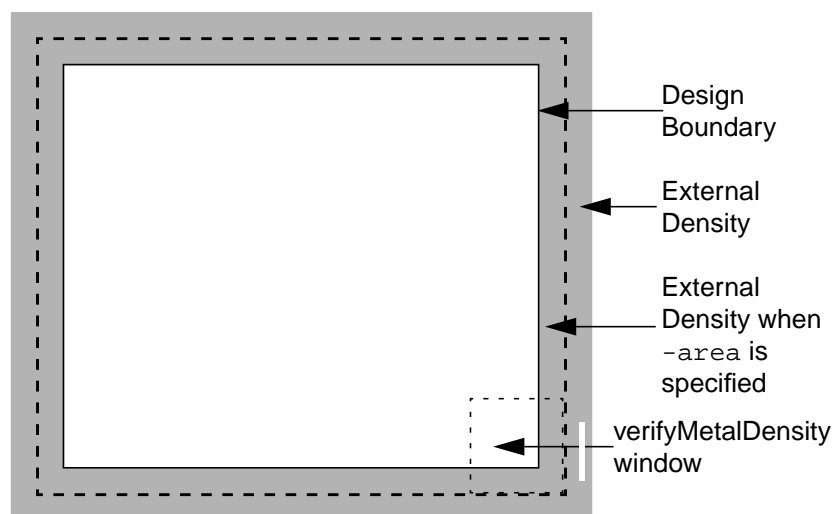 Design
Boundary
External
Density
External
Density when
-area is
specified
verifyMetalDensity
window